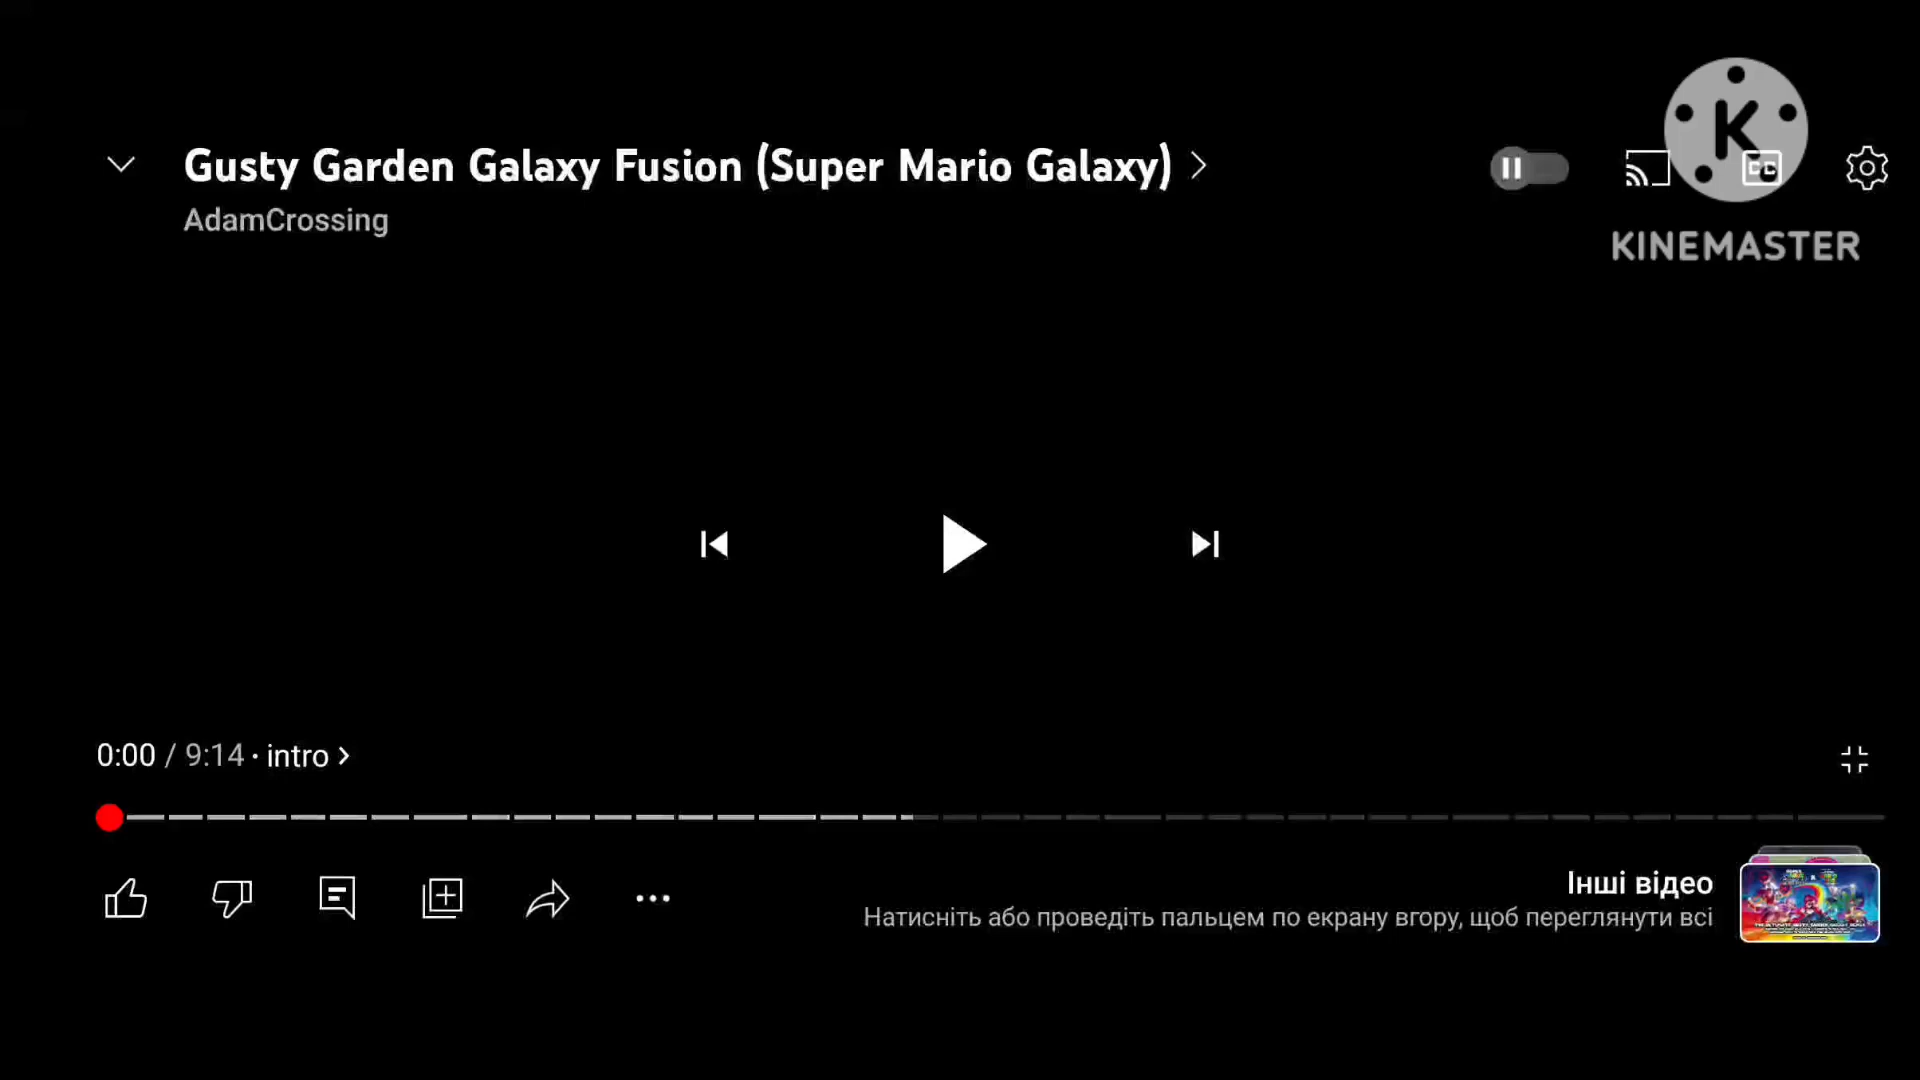 Gusty Garden Galaxy Fusion (Super Mario Galaxy)
AdamCrossing
K
CC
KINEMASTER
0:00 / 9:14 · intro
Інші відео
Натисніть або проведіть пальцем по екрану вгору, щоб переглянути всі